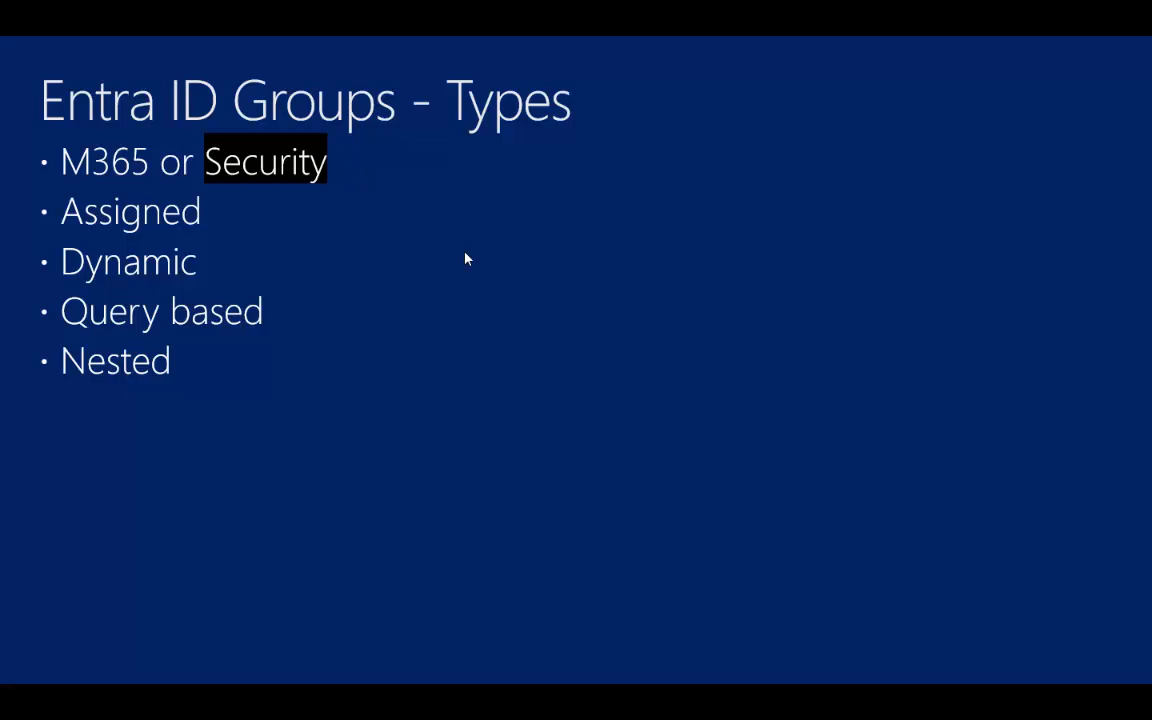 Entra ID Groups - Types
• M365 or Security
• Assigned
• Dynamic
• Query based
• Nested